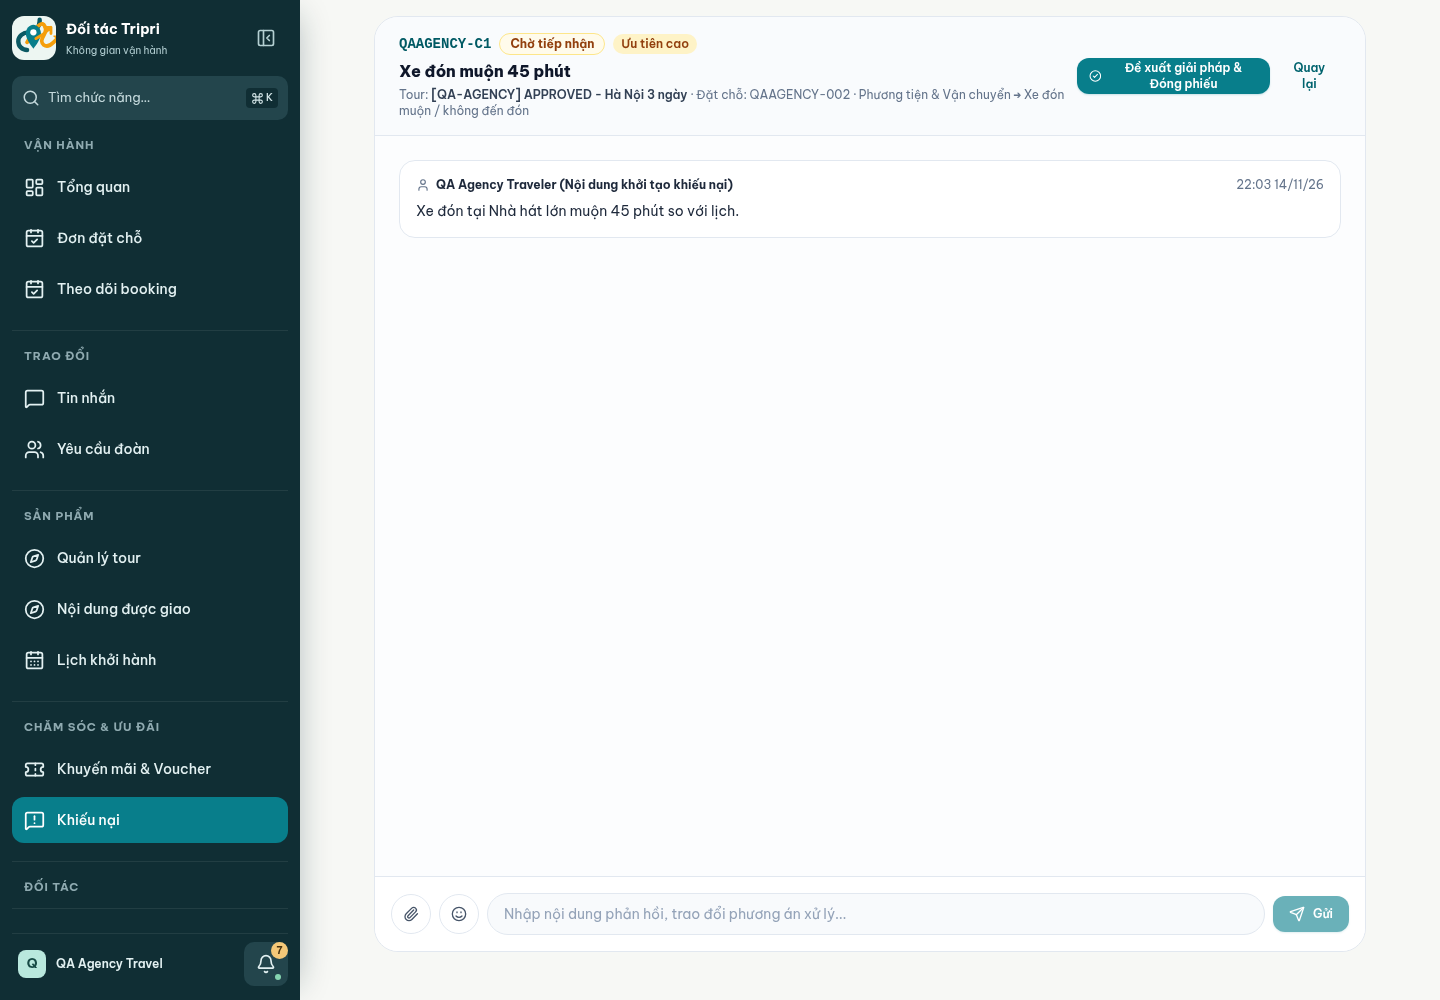 Đối tác Tripri
Không gian vận hành
Tìm chức năng...
⌘K
VẬN HÀNH
Tổng quan
Đơn đặt chỗ
Theo dõi booking
TRAO ĐỔI
Tin nhắn
Yêu cầu đoàn
SẢN PHẨM
Quản lý tour
Nội dung được giao
Lịch khởi hành
CHĂM SÓC & ƯU ĐÃI
Khuyến mãi & Voucher
Khiếu nại
ĐỐI TÁC
Q
QA Agency Travel
7
QAAGENCY-C1
Chờ tiếp nhận
Ưu tiên cao
Xe đón muộn 45 phút
Tour: [QA-AGENCY] APPROVED - Hà Nội 3 ngày · Đặt chỗ: QAAGENCY-002 · Phương tiện & Vận chuyển → Xe đón
muộn / không đến đón
Đề xuất giải pháp &
Đóng phiếu
Quay
lại
QA Agency Traveler (Nội dung khởi tạo khiếu nại)
22:03 14/11/26
Xe đón tại Nhà hát lớn muộn 45 phút so với lịch.
Nhập nội dung phản hồi, trao đổi phương án xử lý...
Gửi